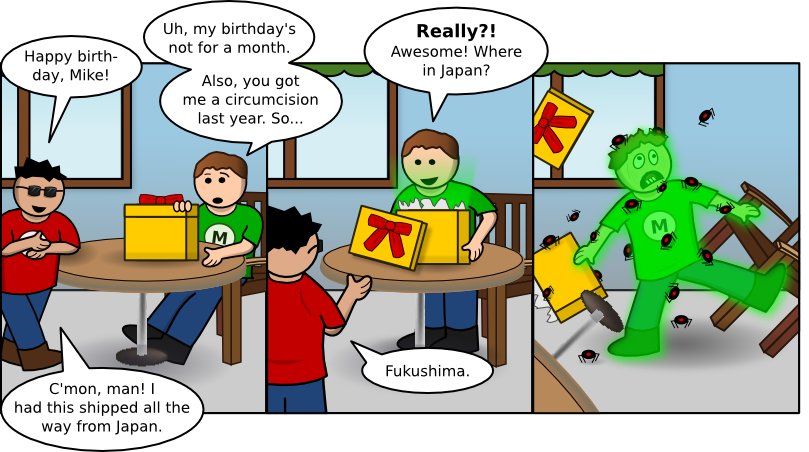 Happy birth-
day, Mike!
Uh, my birthday's
not for a month.
Also, you got
me a circumcision
last year. So...
M
C'mon, man! I
had this shipped all the
way from Japan.
Really?!
Awesome! Where
in Japan?
Fukushima.
M